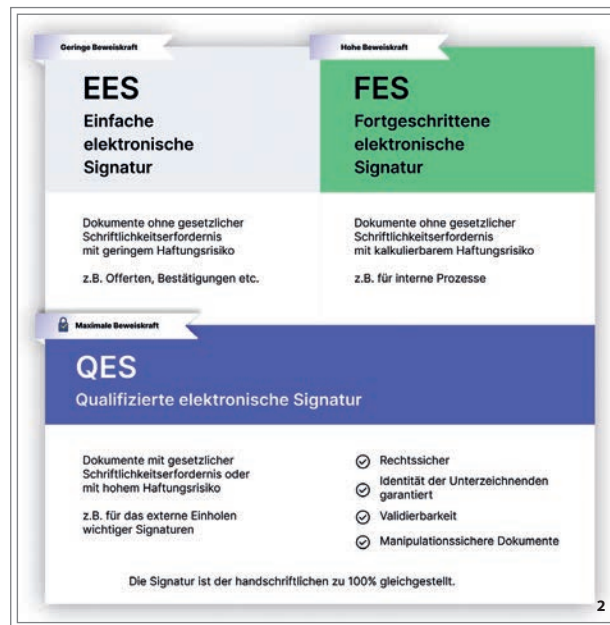 Geringe Beweiskraft
EES
Einfache
elektronische
Signatur
Dokumente ohne gesetzlicher
Schriftlichkeitserfordernis
mit geringem Haftungsrisiko
z.B. Offerten, Bestätigungen etc.
Hohe Beweiskraft
FES
Fortgeschrittene
elektronische
Signatur
Dokumente ohne gesetzlicher
Schriftlichkeitserfordernis
mit kalkulierbarem Haftungsrisiko
z.B. für interne Prozesse
Maximale Beweiskraft
QES
Qualifizierte elektronische Signatur
Dokumente mit gesetzlicher
Schriftlichkeitserfordernis oder
mit hohem Haftungsrisiko
z.B. für das externe Einholen
wichtiger Signaturen
Rechtssicher
Identität der Unterzeichnenden
garantiert
Validierbarkeit
Manipulationssichere Dokumente
Die Signatur ist der handschriftlichen zu 100% gleichgestellt.
2